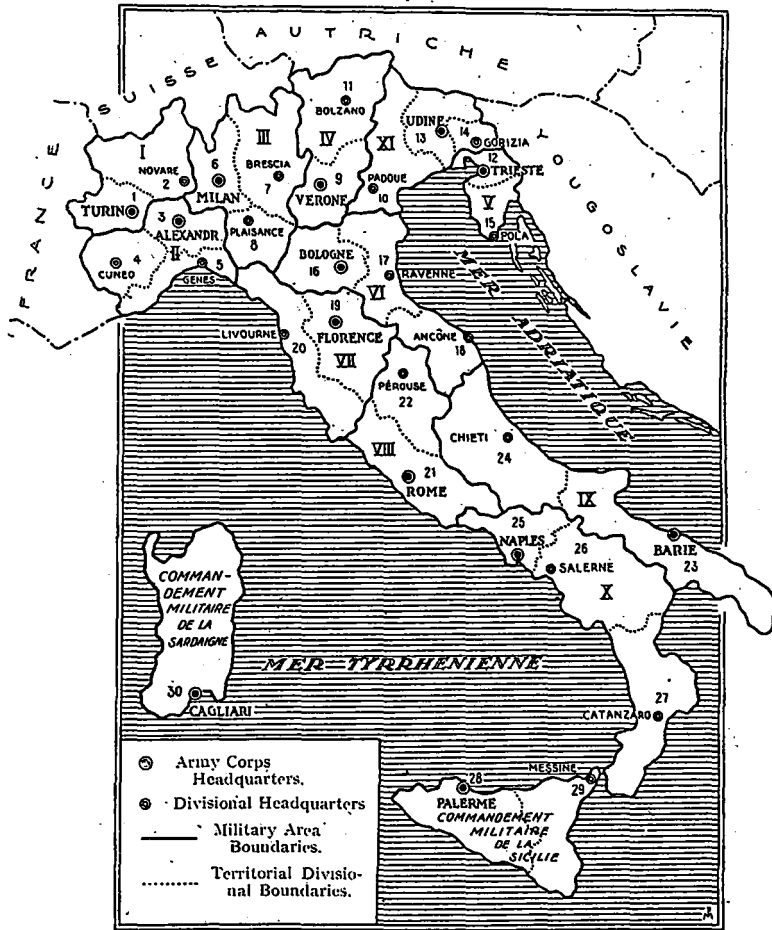 SUISSE
AUTRICHE
FRANCE
YOUGOSLAVIE
11
BOLZANO
III
IV
I
6
NOVARE
2
BRESCIA
7
9
MILAN
VERONE
XI
UDINE
13
14
GORIZIA
12
TRIESTE
PADOUE
10
V
15
POLA
1
TURIN
3
ALEXANDR
II
PLAISANCE
8
4
CUNEO
5
GENES
BOLOGNE
16
17
RAVENNE
VI
MER ADRIATIQUE
19
FLORENCE
LIVOURNE
20
VII
ANCÔNE
18
PÉROUSE
22
CHIETI
24
VIII
21
ROME
IX
25
NAPLES
26
SALERNE
BARIE
23
X
COMMAN-
DEMENT
MILITAIRE
DE LA
SARDAIGNE
30
CAGLIARI
MER TYRRHENIENNE
27
CATANZARO
MESSINE
29
28
PALERME
COMMANDEMENT
MILITAIRE
DE LA
SICILIE
Army Corps
Headquarters.
Divisional Headquarters
Military Area
Boundaries.
Territorial Divisio-
nal Boundaries.